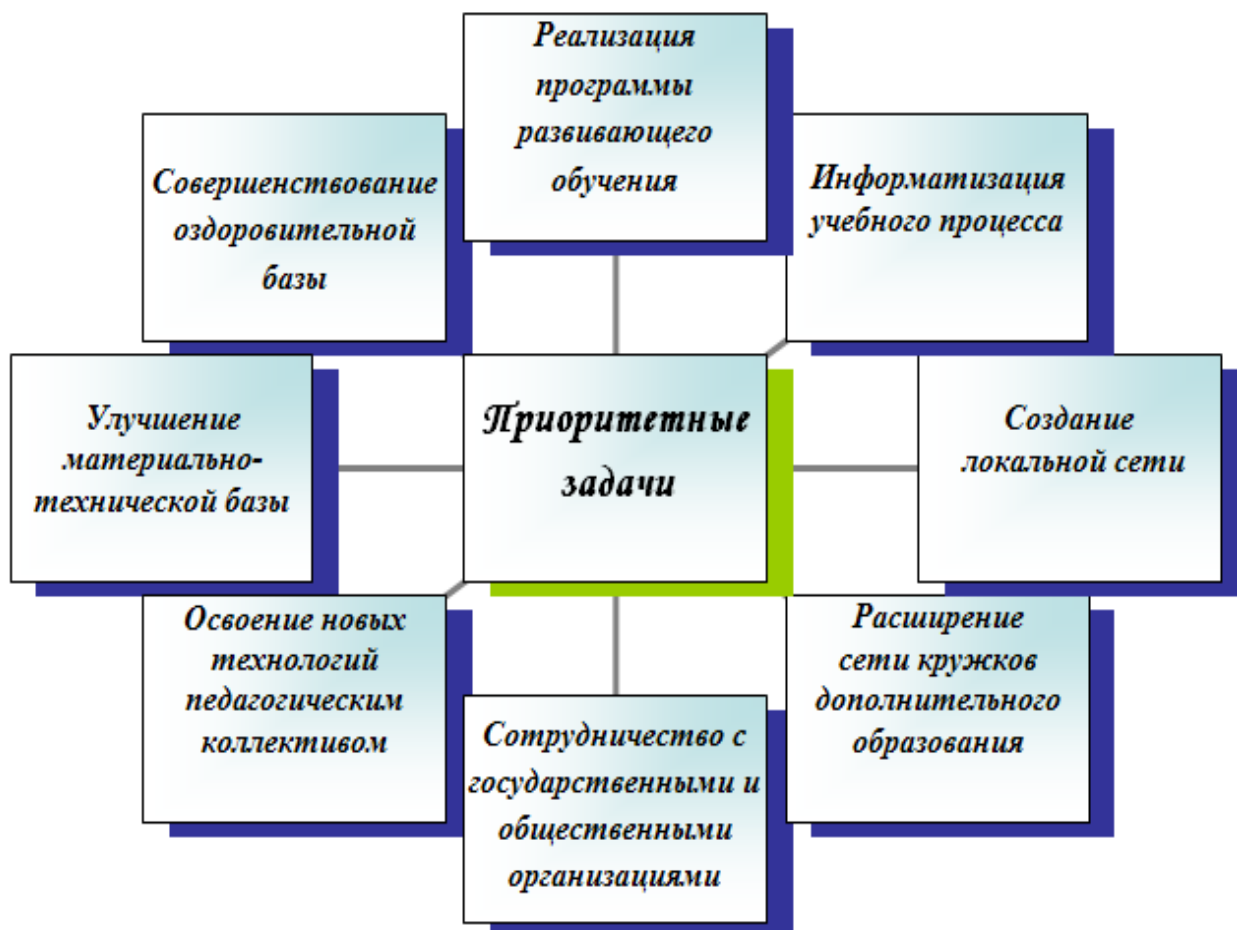 Реализация
программы
развивающего
обучения
Совершенствование
оздоровительной
базы
Информатизация
учебного процесса
Улучшение
материально-
технической базы
Приоритетные
задачи
Создание
локальной сети
Освоение новых
технологий
педагогическим
коллективом
Сотрудничество с
государственными и
общественными
организациями
Расширение
сети кружков
дополнительного
образования